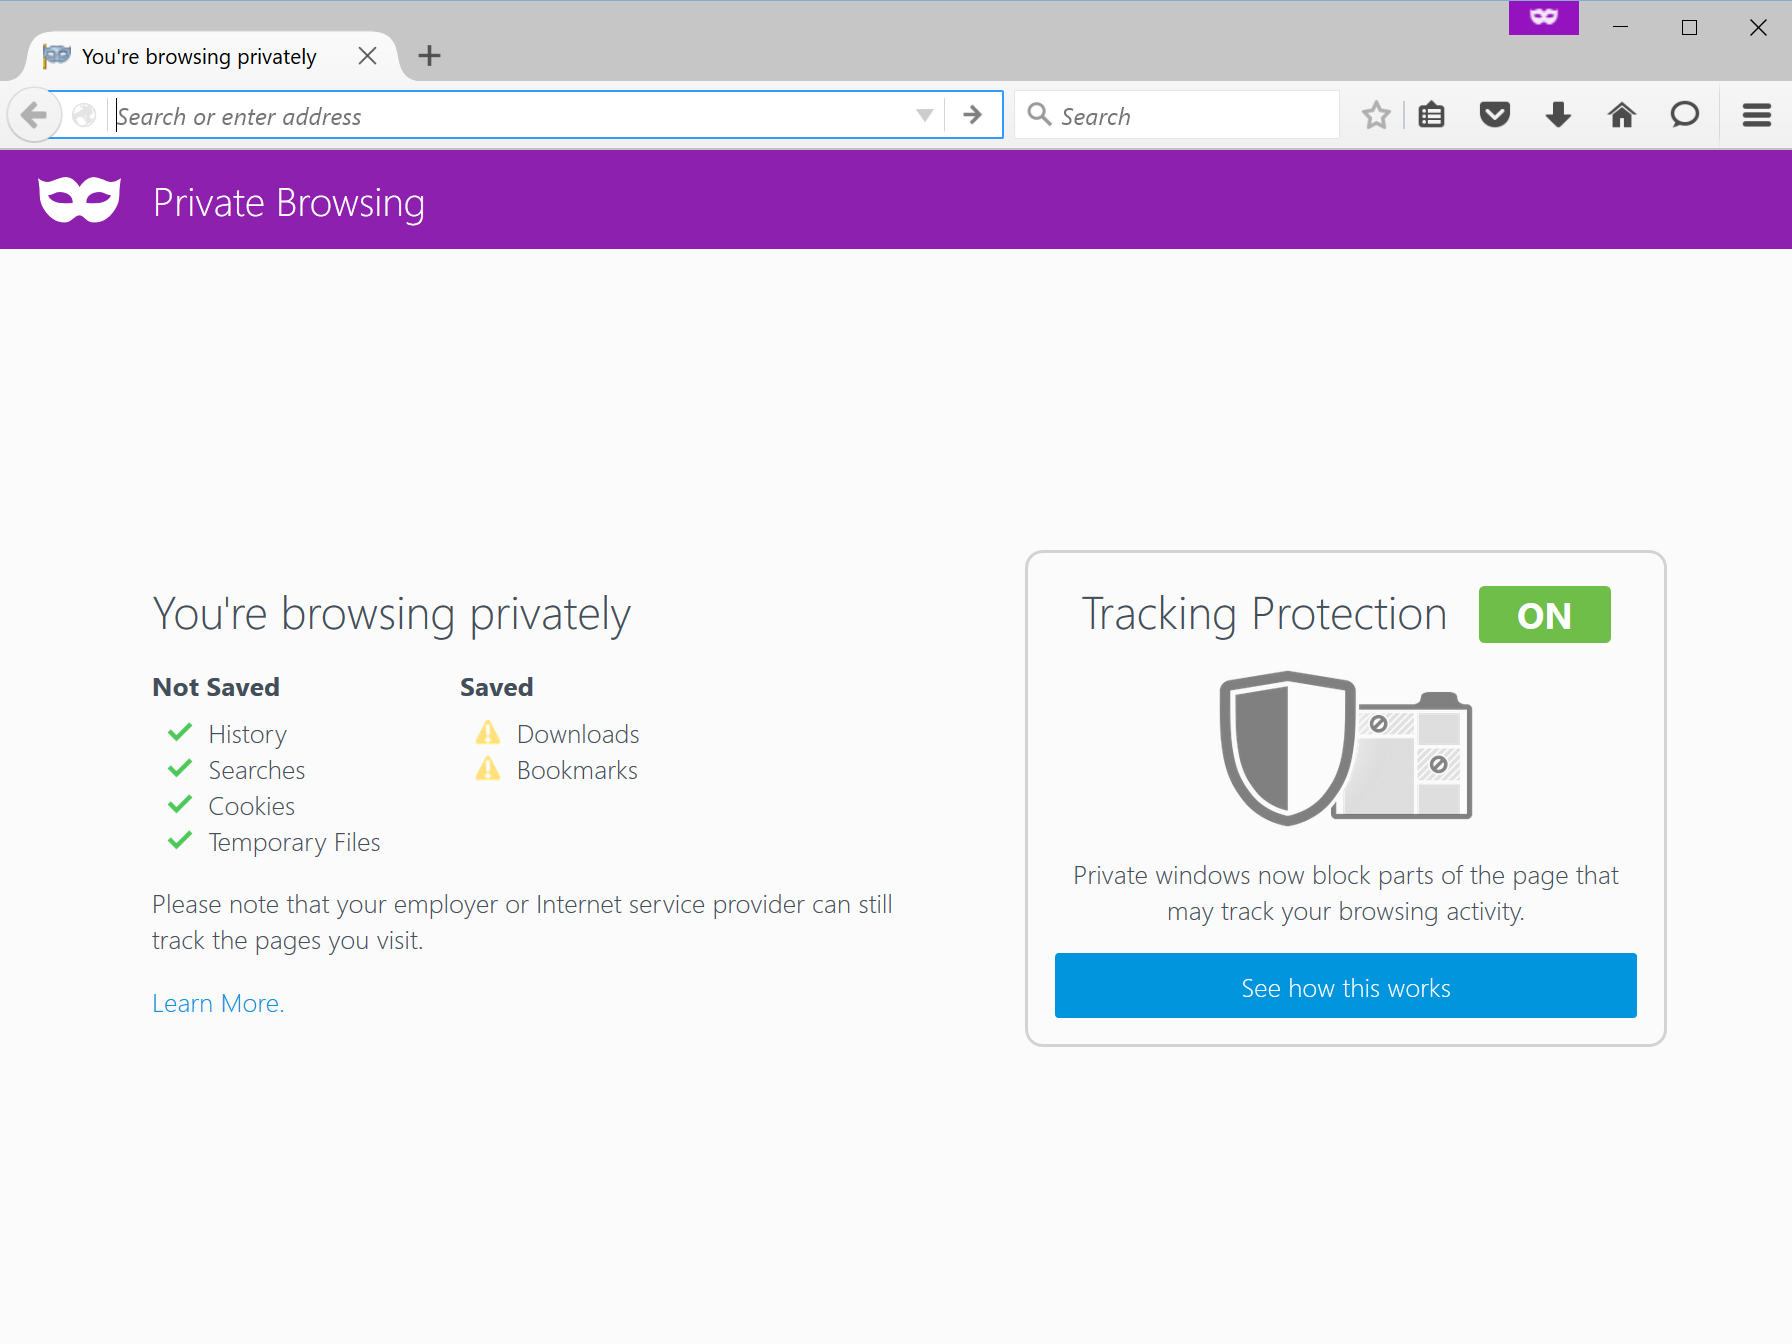 You're browsing privately
Search or enter address
Search
Private Browsing
You're browsing privately
Not Saved
History
Searches
Cookies
Temporary Files
Saved
Downloads
Bookmarks
Please note that your employer or Internet service provider can still
track the pages you visit.
Learn More.
Tracking Protection
ON
Private windows now block parts of the page that
may track your browsing activity.
See how this works